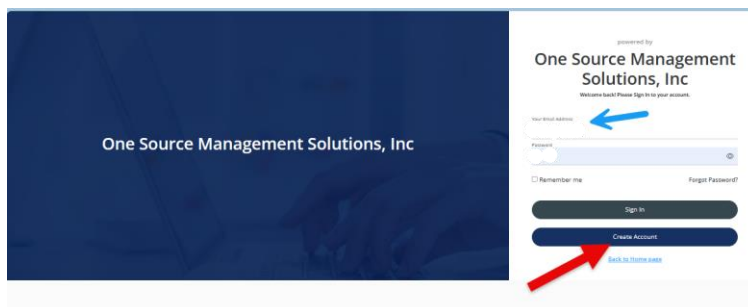 One Source Management Solutions, Inc
powered by
One Source Management
Solutions, Inc
Welcome back! Please Sign In to your account.
Your Email Address
Password
Remember me
Forgot Password?
Sign In
Create Account
Back to Home page